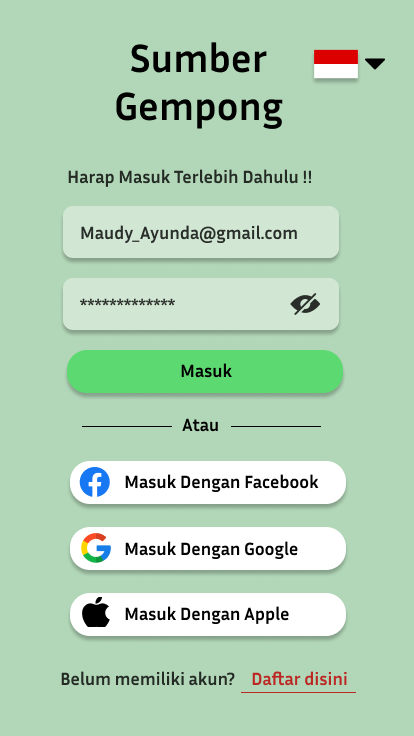 Sumber
Gempong
Harap Masuk Terlebih Dahulu !!
Maudy_Ayunda@gmail.com
*************
Masuk
Atau
Masuk Dengan Facebook
Masuk Dengan Google
Masuk Dengan Apple
Belum memiliki akun? Daftar disini